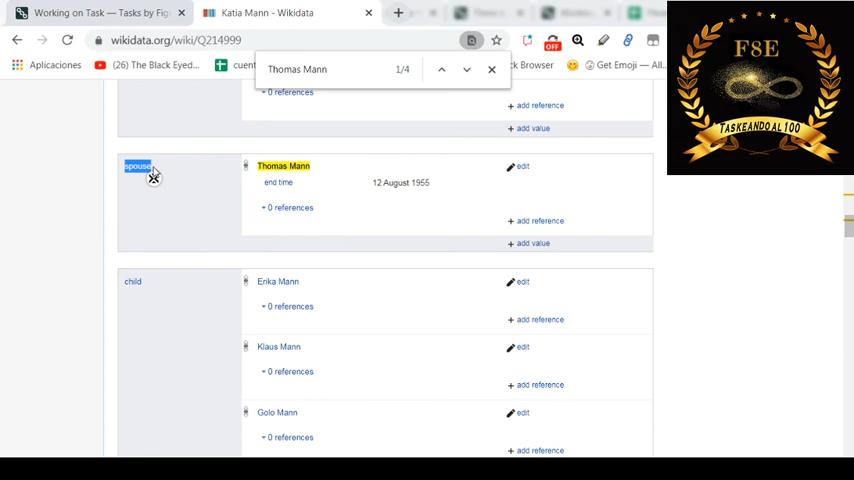 Working on Task — Tasks by Fig
Katia Mann - Wikidata
wikidata.org/wiki/Q214999
OFF
Aplicaciones
(26) The Black Eyed...
cuent
Thomas Mann
1/4
k Browser
Get Emoji — All...
F8E
TASKEANDO AL 100
0 references
+ add reference
+ add value
spouse
Thomas Mann
edit
end time
12 August 1955
0 references
+ add reference
+ add value
child
Erika Mann
edit
0 references
+ add reference
Klaus Mann
edit
0 references
+ add reference
Golo Mann
edit
0 references
+ add reference